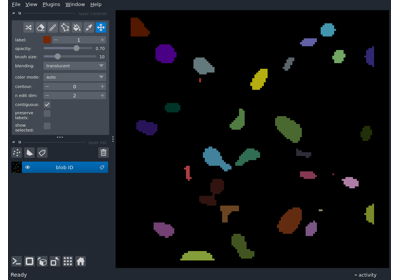 File View Plugins Window Help
label: 1
opacity: 0.70
brush size: 10
blending: translucent
color mode: auto
contour: 0
n edit dim: 2
contiguous:
preserve
labels:
show
selected:
blob ID
Ready
activity